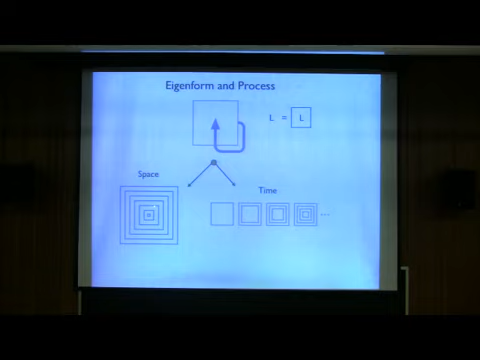 Eigenform and Process
L = L
Space
Time
...